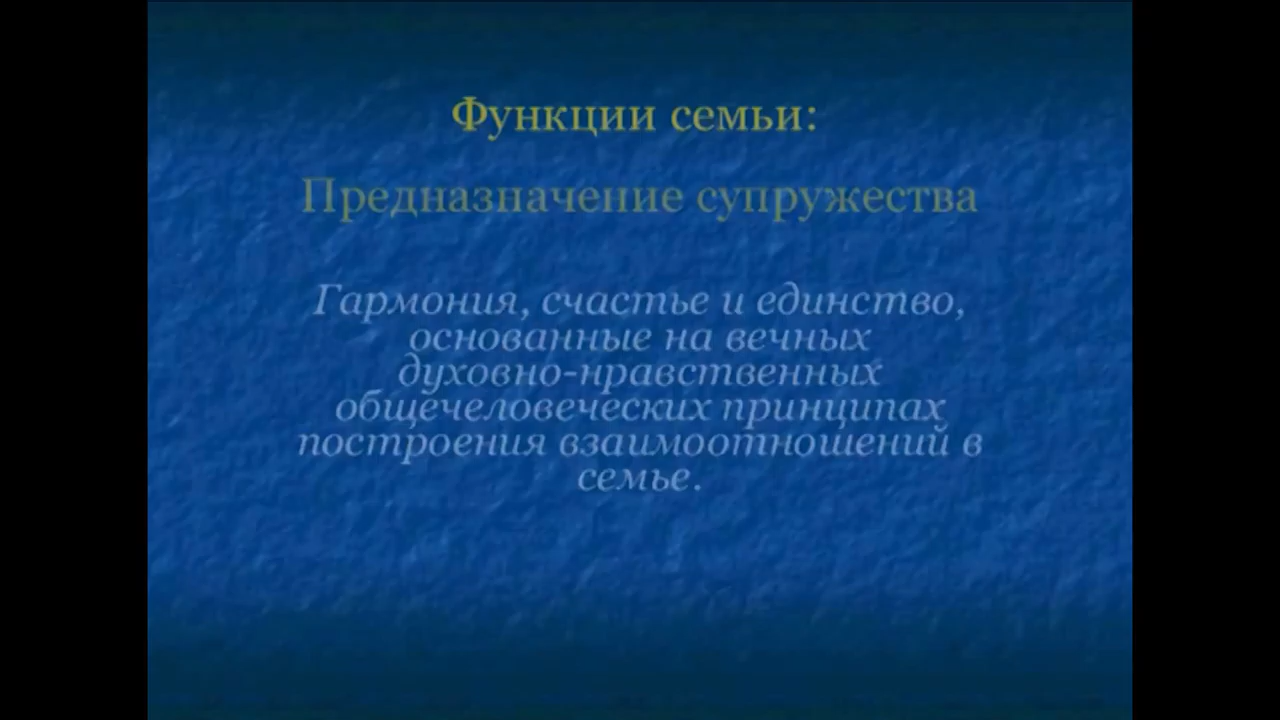 Функции семьи:
Предназначение супружества
Гармония, счастье и единство,
основанные на вечных
духовно-нравственных
общечеловеческих принципах
построения взаимоотношений в
семье.